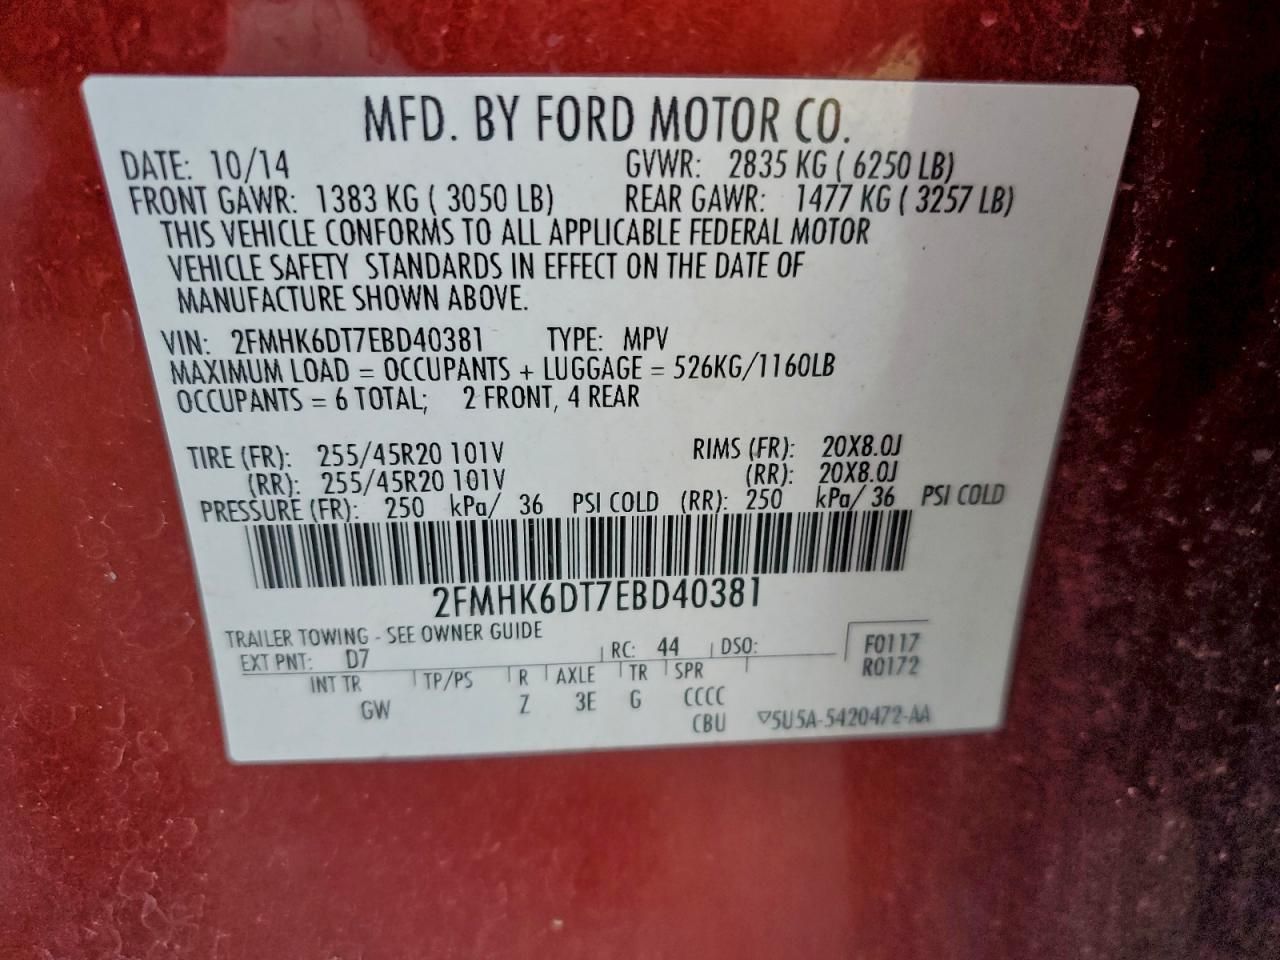 MFD. BY FORD MOTOR CO.
DATE: 10/14 GVWR: 2835 KG ( 6250 LB)
FRONT GAWR: 1383 KG ( 3050 LB) REAR GAWR: 1477 KG ( 3257 LB)
THIS VEHICLE CONFORMS TO ALL APPLICABLE FEDERAL MOTOR
VEHICLE SAFETY STANDARDS IN EFFECT ON THE DATE OF
MANUFACTURE SHOWN ABOVE.
VIN: 2FMHK6DT7EBD40381 TYPE: MPV
MAXIMUM LOAD = OCCUPANTS + LUGGAGE = 526KG/1160LB
OCCUPANTS = 6 TOTAL; 2 FRONT, 4 REAR
TIRE (FR): 255/45R20 101V RIMS (FR): 20X8.0J
(RR): 255/45R20 101V (RR): 20X8.0J
PRESSURE (FR): 250 kPa/ 36 PSI COLD (RR): 250 kPa/ 36 PSI COLD
2FMHK6DT7EBD40381
TRAILER TOWING - SEE OWNER GUIDE
EXT PNT: D7 RC: 44 DSO: F0117
R0172
INT TR TP/PS R AXLE TR SPR
GW Z 3E G CCCC
CBU ▽5U5A-5420472-AA